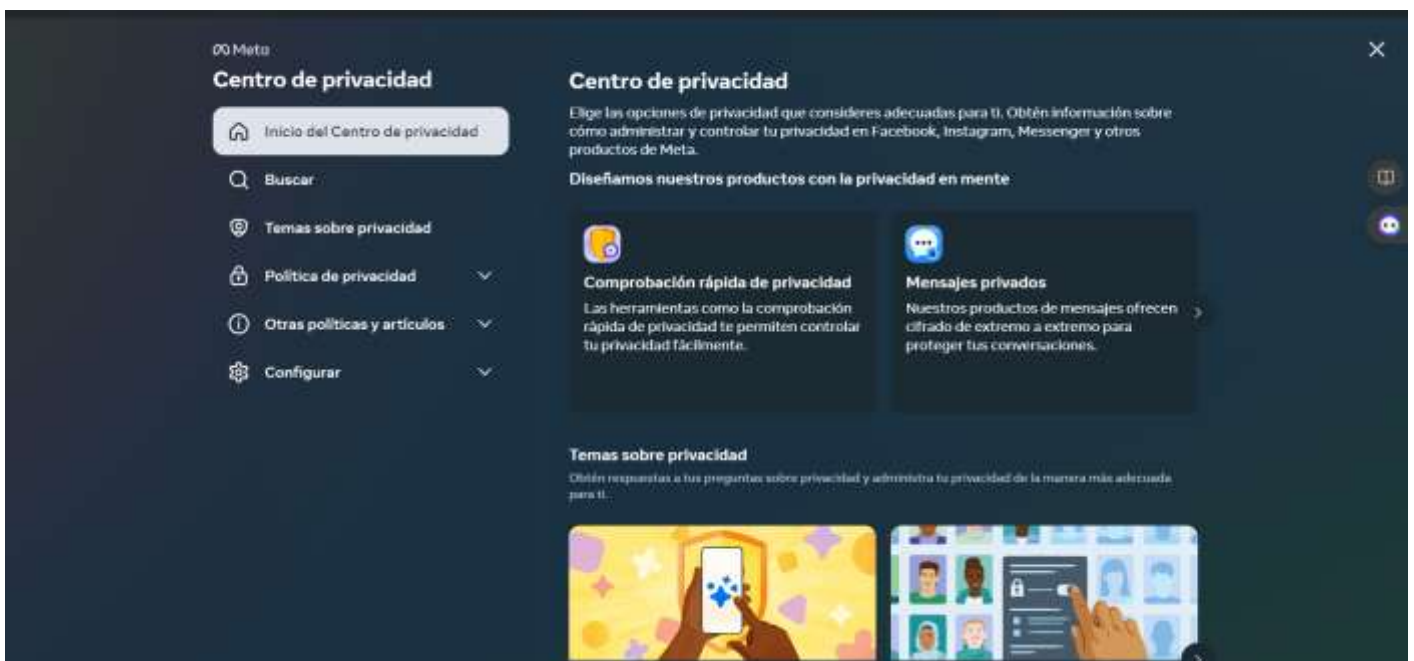 Meta
Centro de privacidad
Inicio del Centro de privacidad
Buscar
Temas sobre privacidad
Política de privacidad
Otras políticas y artículos
Configurar
Centro de privacidad
Elige las opciones de privacidad que consideres adecuadas para ti. Obtén información sobre
cómo administrar y controlar tu privacidad en Facebook, Instagram, Messenger y otros
productos de Meta.
Diseñamos nuestros productos con la privacidad en mente
Comprobación rápida de privacidad
Las herramientas como la comprobación
rápida de privacidad te permiten controlar
tu privacidad fácilmente.
Mensajes privados
Nuestros productos de mensajes ofrecen
cifrado de extremo a extremo para
proteger tus conversaciones.
Temas sobre privacidad
Obtén respuestas a tus preguntas sobre privacidad y administra tu privacidad de la manera más adecuada
para ti.